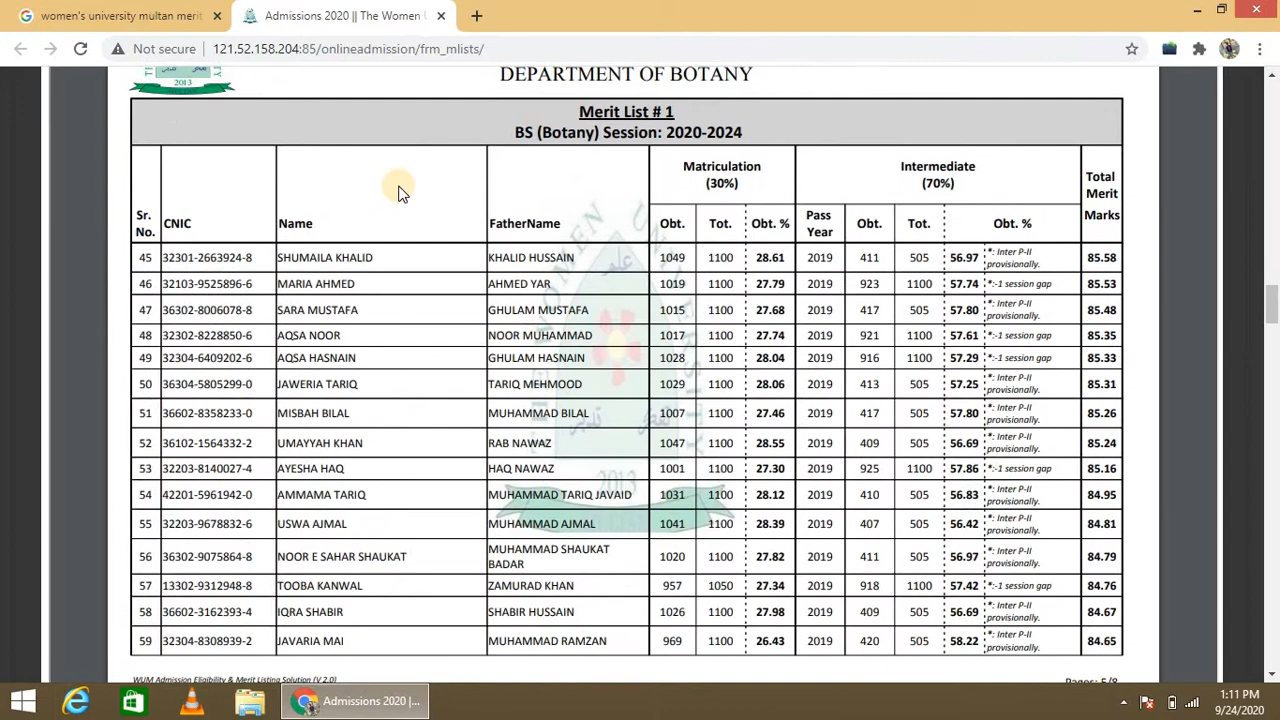 women's university multan merit
Admissions 2020 || The Women U
Not secure 121.52.158.204:85/onlineadmission/frm_mlists/
2013
DEPARTMENT OF BOTANY
Merit List # 1
BS (Botany) Session: 2020-2024
Sr. No. CNIC Name FatherName Matriculation (30%) Intermediate (70%) Total Merit Marks
Obt. Tot. Obt. % Pass Year Obt. Tot. Obt. %
45 32301-2663924-8 SHUMAILA KHALID KHALID HUSSAIN 1049 1100 28.61 2019 411 505 56.97 *: Inter P-II provisionally. 85.58
46 32103-9525896-6 MARIA AHMED AHMED YAR 1019 1100 27.79 2019 923 1100 57.74 *:-1 session gap 85.53
47 36302-8006078-8 SARA MUSTAFA GHULAM MUSTAFA 1015 1100 27.68 2019 417 505 57.80 *: Inter P-II provisionally. 85.48
48 32302-8228850-6 AQSA NOOR NOOR MUHAMMAD 1017 1100 27.74 2019 921 1100 57.61 *:-1 session gap 85.35
49 32304-6409202-6 AQSA HASNAIN GHULAM HASNAIN 1028 1100 28.04 2019 916 1100 57.29 *:-1 session gap 85.33
50 36304-5805299-0 JAWERIA TARIQ TARIQ MEHMOOD 1029 1100 28.06 2019 413 505 57.25 *: Inter P-II provisionally. 85.31
51 36602-8358233-0 MISBAH BILAL MUHAMMAD BILAL 1007 1100 27.46 2019 417 505 57.80 *: Inter P-II provisionally. 85.26
52 36102-1564332-2 UMAYYAH KHAN RAB NAWAZ 1047 1100 28.55 2019 409 505 56.69 *: Inter P-II provisionally. 85.24
53 32203-8140027-4 AYESHA HAQ HAQ NAWAZ 1001 1100 27.30 2019 925 1100 57.86 *:-1 session gap 85.16
54 42201-5961942-0 AMMAMA TARIQ MUHAMMAD TARIQ JAVAID 1031 1100 28.12 2019 410 505 56.83 *: Inter P-II provisionally. 84.95
55 32203-9678832-6 USWA AJMAL MUHAMMAD AJMAL 1041 1100 28.39 2019 407 505 56.42 *: Inter P-II provisionally. 84.81
56 36302-9075864-8 NOOR E SAHAR SHAUKAT MUHAMMAD SHAUKAT BADAR 1020 1100 27.82 2019 411 505 56.97 *: Inter P-II provisionally. 84.79
57 13302-9312948-8 TOOBA KANWAL ZAMURAD KHAN 957 1050 27.34 2019 918 1100 57.42 *:-1 session gap 84.76
58 36602-3162393-4 IQRA SHABIR SHABIR HUSSAIN 1026 1100 27.98 2019 409 505 56.69 *: Inter P-II provisionally. 84.67
59 32304-8308939-2 JAVARIA MAI MUHAMMAD RAMZAN 969 1100 26.43 2019 420 505 58.22 *: Inter P-II provisionally. 84.65
WUM Admission Eligibility & Merit Listing Solution (V 2.0) Pages: 5/8
Admissions 2020 |...
1:11 PM
9/24/2020